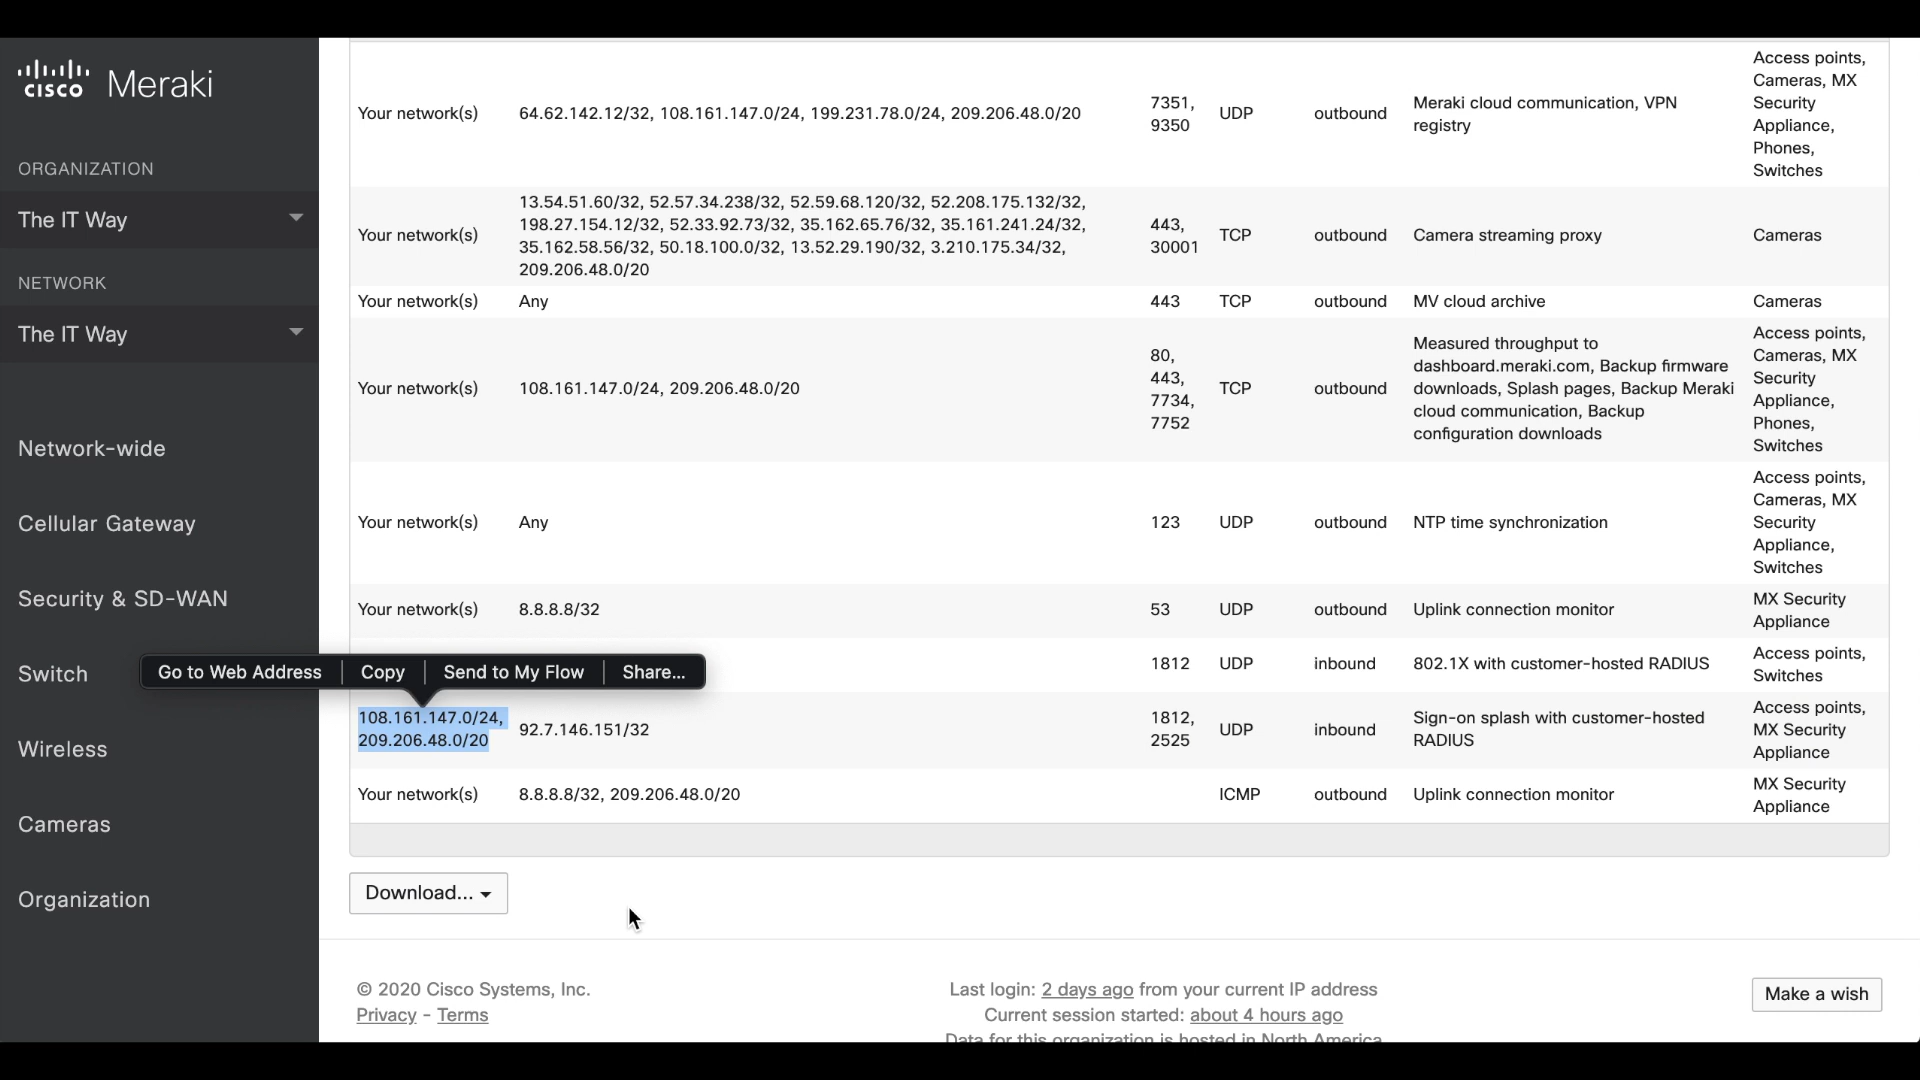 cisco Meraki
ORGANIZATION
The IT Way
NETWORK
The IT Way
Network-wide
Cellular Gateway
Security & SD-WAN
Switch
Wireless
Cameras
Organization
Your network(s) 64.62.142.12/32, 108.161.147.0/24, 199.231.78.0/24, 209.206.48.0/20 7351, 9350 UDP outbound Meraki cloud communication, VPN registry Access points, Cameras, MX Security Appliance, Phones, Switches
Your network(s) 13.54.51.60/32, 52.57.34.238/32, 52.59.68.120/32, 52.208.175.132/32, 198.27.154.12/32, 52.33.92.73/32, 35.162.65.76/32, 35.161.241.24/32, 35.162.58.56/32, 50.18.100.0/32, 13.52.29.190/32, 3.210.175.34/32, 209.206.48.0/20 443, 30001 TCP outbound Camera streaming proxy Cameras
Your network(s) Any 443 TCP outbound MV cloud archive Cameras
Your network(s) 108.161.147.0/24, 209.206.48.0/20 80, 443, 7734, 7752 TCP outbound Measured throughput to dashboard.meraki.com, Backup firmware downloads, Splash pages, Backup Meraki cloud communication, Backup configuration downloads Access points, Cameras, MX Security Appliance, Phones, Switches
Your network(s) Any 123 UDP outbound NTP time synchronization Access points, Cameras, MX Security Appliance, Switches
Your network(s) 8.8.8.8/32 53 UDP outbound Uplink connection monitor MX Security Appliance
Go to Web Address Copy Send to My Flow Share...
1812 UDP inbound 802.1X with customer-hosted RADIUS Access points, Switches
108.161.147.0/24, 209.206.48.0/20 92.7.146.151/32 1812, 2525 UDP inbound Sign-on splash with customer-hosted RADIUS Access points, MX Security Appliance
Your network(s) 8.8.8.8/32, 209.206.48.0/20 ICMP outbound Uplink connection monitor MX Security Appliance
Download...
© 2020 Cisco Systems, Inc.
Privacy - Terms
Last login: 2 days ago from your current IP address
Current session started: about 4 hours ago
Data for this organization is hosted in North America
Make a wish